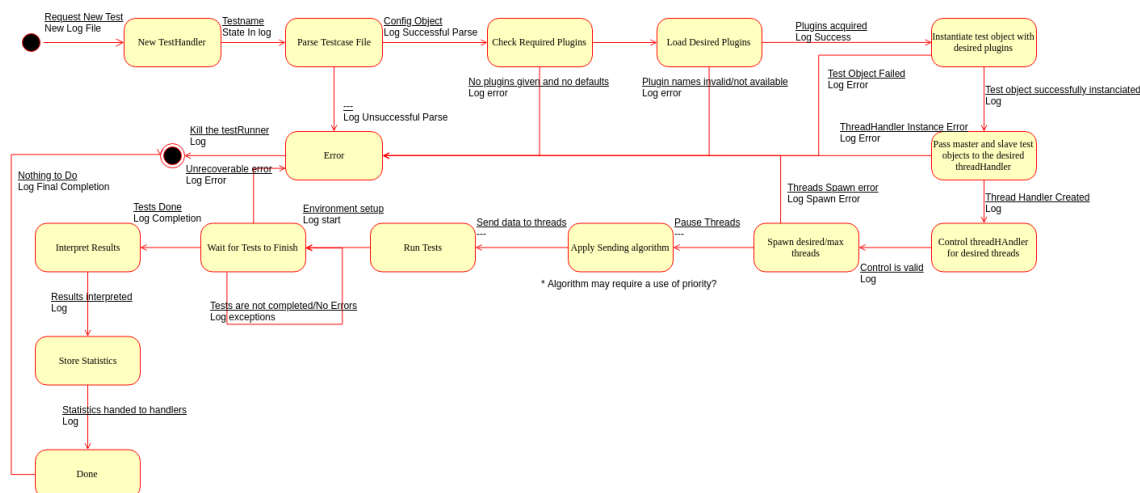 Request New Test
New Log File
New TestHandler
Testname
State In log
Parse Testcase File
Config Object
Log Successful Parse
Check Required Plugins
Load Desired Plugins
Plugins acquired
Log Success
Instantiate test object with
desired plugins
---
Log Unsuccessful Parse
No plugins given and no defaults
Log error
Plugin names invalid/not available
Log error
Test Object Failed
Log Error
Test object successfully instanciated
Log
Kill the testRunner
Log
Error
ThreadHandler Instance Error
Log Error
Pass master and slave test
objects to the desired
threadHandler
Unrecoverable error
Log Error
Nothing to Do
Log Final Completion
Threads Spawn error
Log Spawn Error
Thread Handler Created
Log
Tests Done
Log Completion
Environment setup
Log start
Send data to threads
---
Pause Threads
---
Interpret Results
Wait for Tests to Finish
Run Tests
Apply Sending algorithm
Spawn desired/max
threads
Control threadHAndler
for desired threads
Control is valid
Log
* Algorithm may require a use of priority?
Tests are not completed/No Errors
Log exceptions
Results interpreted
Log
Store Statistics
Statistics handed to handlers
Log
Done